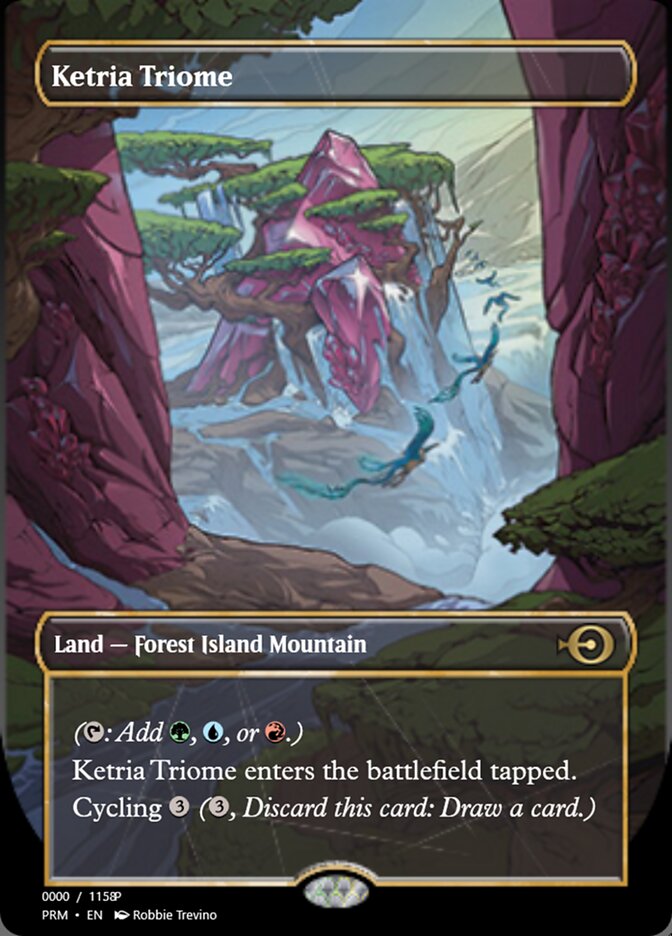 Ketria Triome
Land — Forest Island Mountain
(: Add , , or .)
Ketria Triome enters the battlefield tapped.
Cycling 3 (3, Discard this card: Draw a card.)
0000 / 1158P
PRM • EN Robbie Trevino